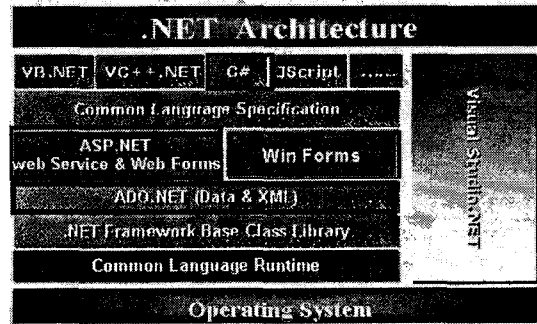 .NET Architecture
VB.NET VC++.NET C# JScript ......
Common Language Specification
ASP.NET
web Service & Web Forms
Win Forms
ADO.NET (Data & XML)
.NET Framework Base Class Library
Common Language Runtime
Visual Studio.NET
Operating System